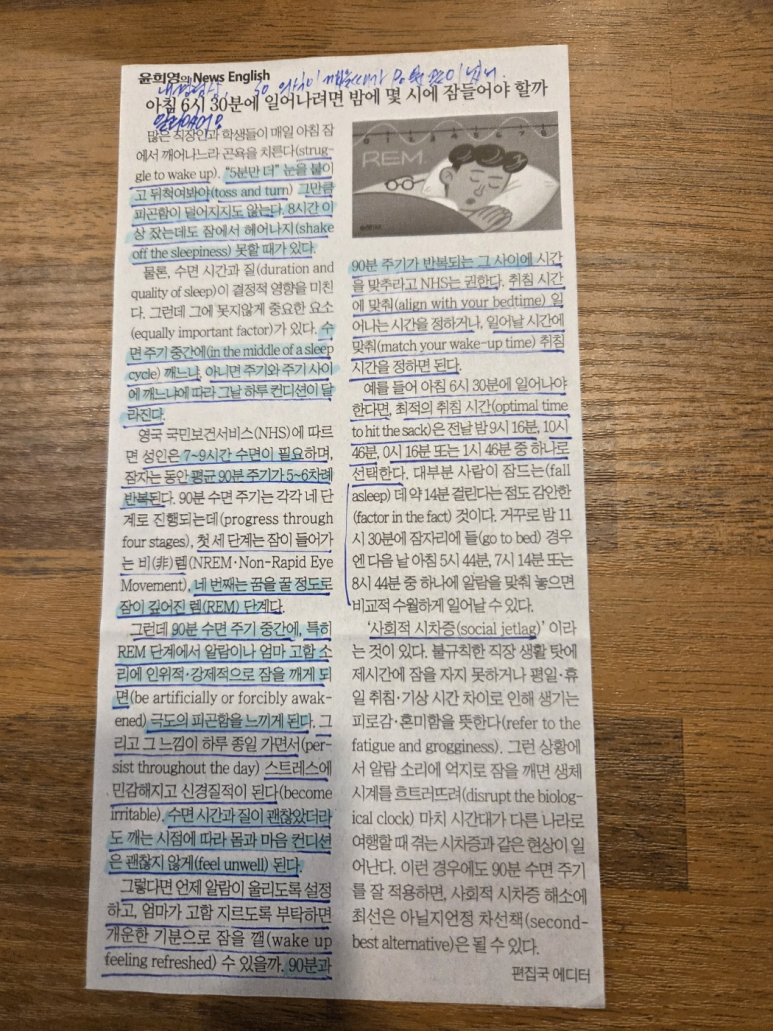 윤희영의 News English
아침 6시 30분에 일어나려면 밤에 몇 시에 잠들어야 할까
많은 직장인과 학생들이 매일 아침 잠
에서 깨어나느라 곤욕을 치른다(strug-
gle to wake up). “5분만 더” 눈을 붙이
고 뒤척여봐야(toss and turn) 그만큼
피곤함이 덜어지지도 않는다. 8시간 이
상 잤는데도 잠에서 헤어나지(shake
off the sleepiness) 못할 때가 있다.
물론, 수면 시간과 질(duration and
quality of sleep)이 결정적 영향을 미친
다. 그런데 그에 못지않게 중요한 요소
(equally important factor)가 있다. 수
면 주기 중간에(in the middle of a sleep
cycle) 깨느냐, 아니면 주기와 주기 사이
에 깨느냐에 따라 그날 하루 컨디션이 달
라진다.
영국 국민보건서비스(NHS)에 따르
면 성인은 7~9시간 수면이 필요하며,
잠자는 동안 평균 90분 주기가 5~6차례
반복된다. 90분 수면 주기는 각각 네 단
계로 진행되는데(progress through
four stages), 첫 세 단계는 잠이 들어가
는 비(非)렘(NREM·Non-Rapid Eye
Movement), 네 번째는 꿈을 꿀 정도로
잠이 깊어진 렘(REM) 단계다.
그런데 90분 수면 주기 중간에, 특히
REM 단계에서 알람이나 엄마 고함 소
리에 인위적·강제적으로 잠을 깨게 되
면(be artificially or forcibly awak-
ened) 극도의 피곤함을 느끼게 된다. 그
리고 그 느낌이 하루 종일 가면서(per-
sist throughout the day) 스트레스에
민감해지고 신경질적이 된다(become
irritable). 수면 시간과 질이 괜찮았더라
도 깨는 시점에 따라 몸과 마음 컨디션
은 괜찮지 않게(feel unwell) 된다.
그렇다면 언제 알람이 울리도록 설정
하고, 엄마가 고함 지르도록 부탁하면
개운한 기분으로 잠을 깰(wake up
feeling refreshed) 수 있을까. 90분과
REM
90분 주기가 반복되는 그 사이에 시간
을 맞추라고 NHS는 권한다. 취침 시간
에 맞춰(align with your bedtime) 일
어나는 시간을 정하거나, 일어날 시간에
맞춰(match your wake-up time) 취침
시간을 정하면 된다.
예를 들어 아침 6시 30분에 일어나야
한다면, 최적의 취침 시간(optimal time
to hit the sack)은 전날 밤 9시 16분, 10시
46분, 0시 16분 또는 1시 46분 중 하나로
선택한다. 대부분 사람이 잠드는(fall
asleep) 데 약 14분 걸린다는 점도 감안한
(factor in the fact) 것이다. 거꾸로 밤 11
시 30분에 잠자리에 들(go to bed) 경우
엔 다음 날 아침 5시 44분, 7시 14분 또는
8시 44분 중 하나에 알람을 맞춰 놓으면
비교적 수월하게 일어날 수 있다.
‘사회적 시차증(social jetlag)’이라
는 것이 있다. 불규칙한 직장 생활 탓에
제시간에 잠을 자지 못하거나 평일·휴
일 취침·기상 시간 차이로 인해 생기는
피로감·혼미함을 뜻한다(refer to the
fatigue and grogginess). 그런 상황에
서 알람 소리에 억지로 잠을 깨면 생체
시계를 흐트러뜨려(disrupt the biolog-
ical clock) 마치 시간대가 다른 나라로
여행할 때 겪는 시차증과 같은 현상이 일
어난다. 이런 경우에도 90분 수면 주기
를 잘 적용하면, 사회적 시차증 해소에
최선은 아닐지언정 차선책(second-
best alternative)은 될 수 있다.
편집국 에디터